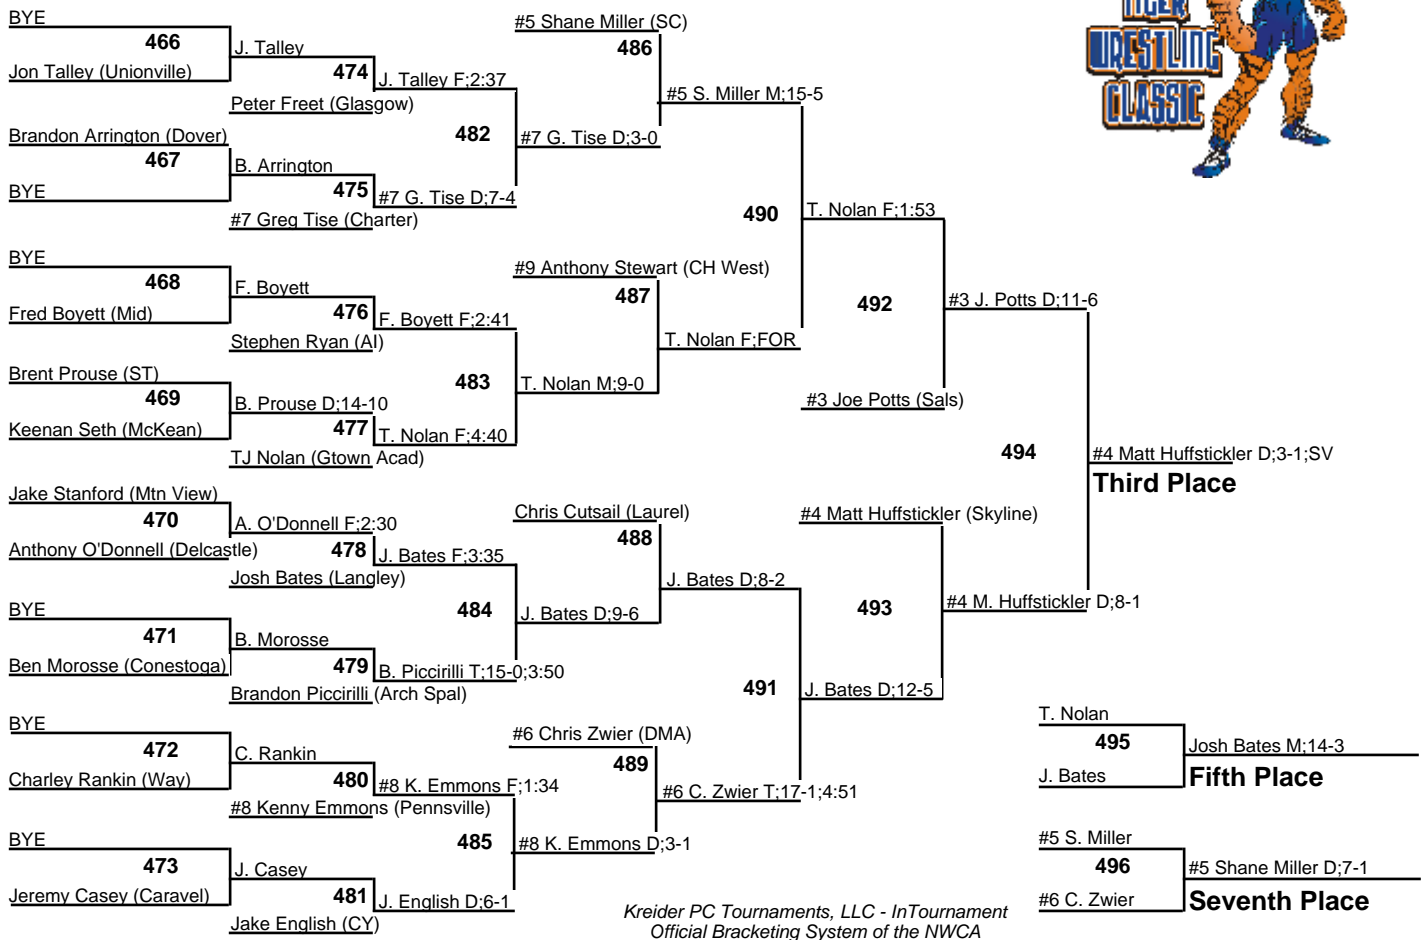 BYE
466
Jon Talley (Unionville)
J. Talley
474
Peter Freet (Glasgow)
J. Talley F;2:37
Brandon Arrington (Dover)
467
BYE
B. Arrington
475
#7 Greg Tise (Charter)
#7 G. Tise D;7-4
482
#7 G. Tise D;3-0
#5 Shane Miller (SC)
486
#5 S. Miller M;15-5
BYE
468
Fred Boyett (Mid)
F. Boyett
476
Stephen Ryan (AI)
F. Boyett F;2:41
Brent Prouse (ST)
469
Keenan Seth (McKean)
B. Prouse D;14-10
477
TJ Nolan (Gtown Acad)
T. Nolan F;4:40
483
T. Nolan M;9-0
#9 Anthony Stewart (CH West)
487
T. Nolan F;FOR
490
T. Nolan F;1:53
492
#3 Joe Potts (Sals)
#3 J. Potts D;11-6
Jake Stanford (Mtn View)
470
Anthony O'Donnell (Delcastle)
A. O'Donnell F;2:30
478
Josh Bates (Langley)
J. Bates F;3:35
BYE
471
Ben Morosse (Conestoga)
B. Morosse
479
Brandon Piccirilli (Arch Spal)
B. Piccirilli T;15-0;3:50
484
J. Bates D;9-6
Chris Cutsail (Laurel)
488
J. Bates D;8-2
BYE
472
Charley Rankin (Way)
C. Rankin
480
#8 Kenny Emmons (Pennsville)
#8 K. Emmons F;1:34
BYE
473
Jeremy Casey (Caravel)
J. Casey
481
Jake English (CY)
J. English D;6-1
485
#8 K. Emmons D;3-1
#6 Chris Zwier (DMA)
489
#6 C. Zwier T;17-1;4:51
491
J. Bates D;12-5
#4 Matt Huffstickler (Skyline)
493
#4 M. Huffstickler D;8-1
494
#4 Matt Huffstickler D;3-1;SV
Third Place
T. Nolan
495
J. Bates
Josh Bates M;14-3
Fifth Place
#5 S. Miller
496
#6 C. Zwier
#5 Shane Miller D;7-1
Seventh Place
TIGER
WRESTLING
CLASSIC
Kreider PC Tournaments, LLC - InTournament
Official Bracketing System of the NWCA